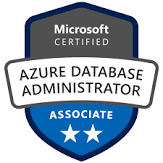 Microsoft
CERTIFIED
AZURE DATABASE
ADMINISTRATOR
ASSOCIATE